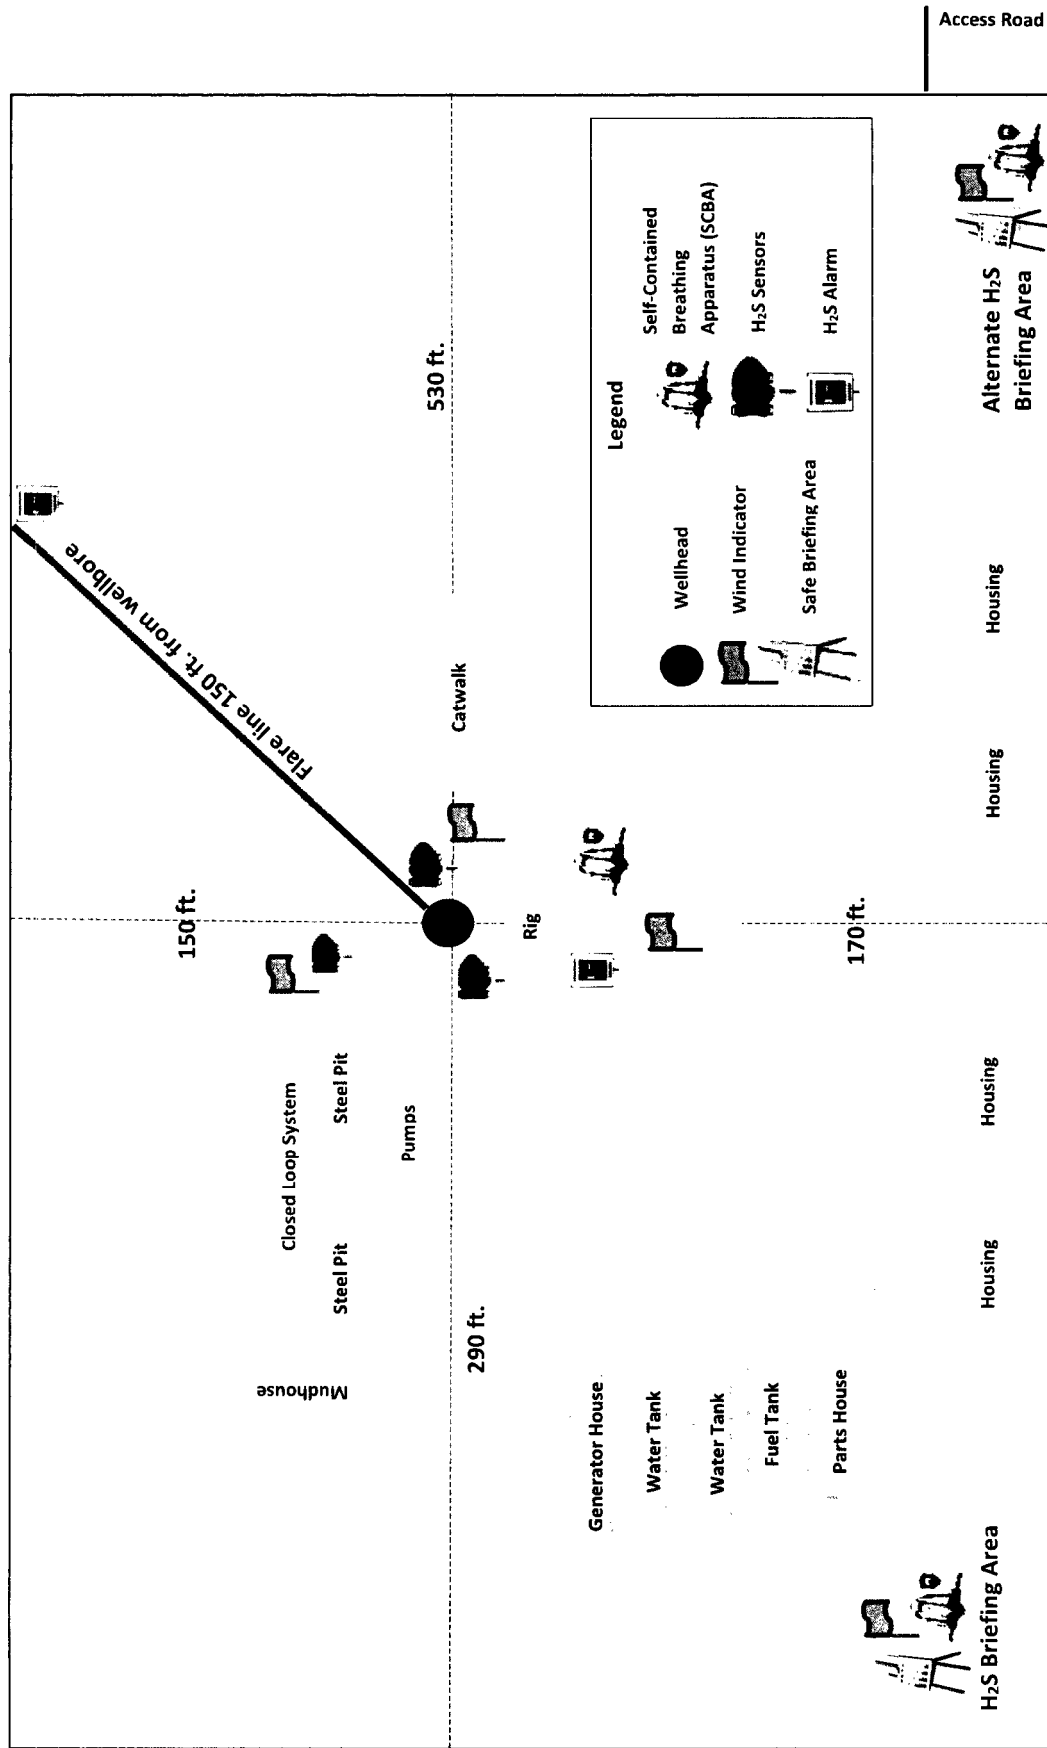 Access Road
150 ft.
530 ft.
Flare line 150 ft. from wellbore
Catwalk
Rig
170 ft.
290 ft.
Closed Loop System
Steel Pit
Steel Pit
Pumps
Mudhouse
Generator House
Water Tank
Water Tank
Fuel Tank
Parts House
Legend
Wellhead
Wind Indicator
Safe Briefing Area
Self-Contained
Breathing
Apparatus (SCBA)
H₂S Sensors
H₂S Alarm
H₂S Briefing Area
Housing
Housing
Housing
Housing
Alternate H₂S
Briefing Area